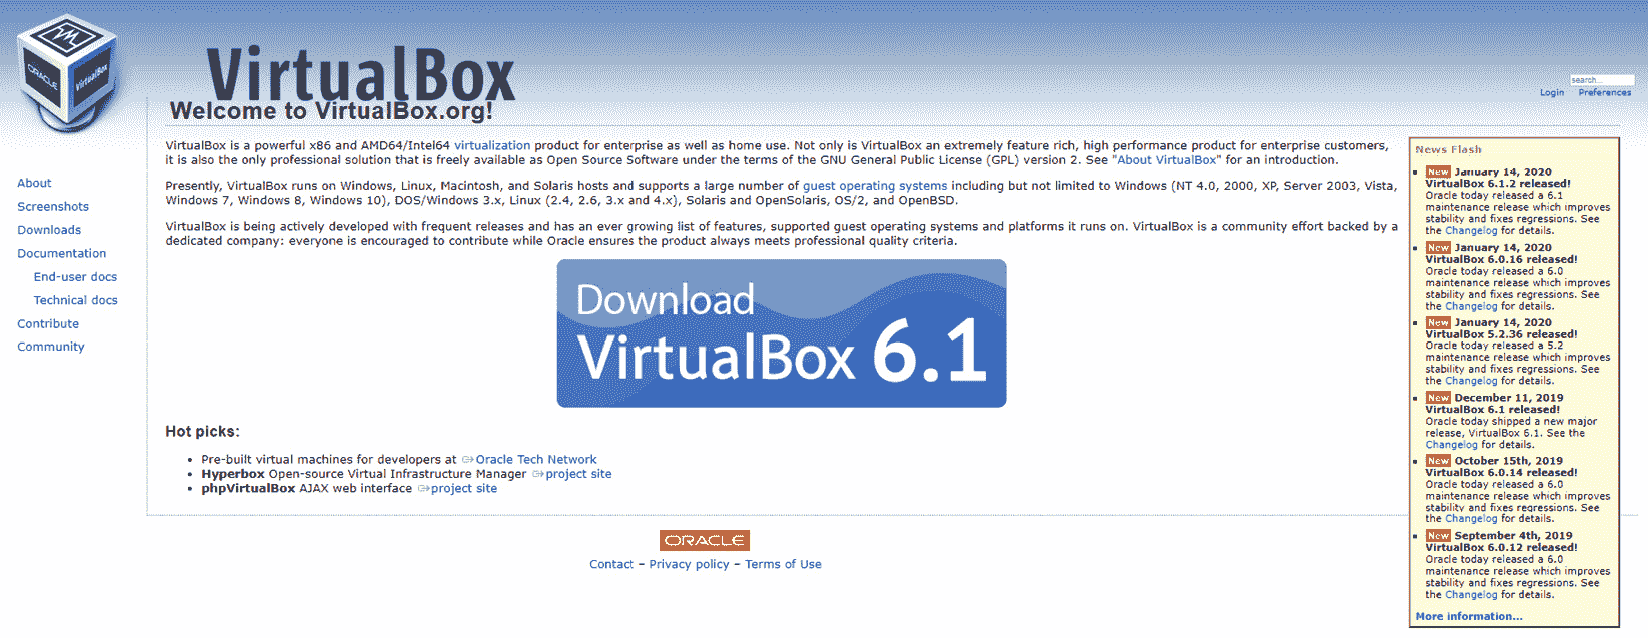 ORACLE
VirtualBox
VirtualBox
search...
Login Preferences
Welcome to VirtualBox.org!
VirtualBox is a powerful x86 and AMD64/Intel64 virtualization product for enterprise as well as home use. Not only is VirtualBox an extremely feature rich, high performance product for enterprise customers,
it is also the only professional solution that is freely available as Open Source Software under the terms of the GNU General Public License (GPL) version 2. See "About VirtualBox" for an introduction.
Presently, VirtualBox runs on Windows, Linux, Macintosh, and Solaris hosts and supports a large number of guest operating systems including but not limited to Windows (NT 4.0, 2000, XP, Server 2003, Vista,
Windows 7, Windows 8, Windows 10), DOS/Windows 3.x, Linux (2.4, 2.6, 3.x and 4.x), Solaris and OpenSolaris, OS/2, and OpenBSD.
VirtualBox is being actively developed with frequent releases and has an ever growing list of features, supported guest operating systems and platforms it runs on. VirtualBox is a community effort backed by a
dedicated company: everyone is encouraged to contribute while Oracle ensures the product always meets professional quality criteria.
About
Screenshots
Downloads
Documentation
End-user docs
Technical docs
Contribute
Community
Download
VirtualBox 6.1
Hot picks:
• Pre-built virtual machines for developers at Oracle Tech Network
• Hyperbox Open-source Virtual Infrastructure Manager project site
• phpVirtualBox AJAX web interface project site
News Flash
New January 14, 2020
VirtualBox 6.1.2 released!
Oracle today released a 6.1
maintenance release which improves
stability and fixes regressions. See
the Changelog for details.
New January 14, 2020
VirtualBox 6.0.16 released!
Oracle today released a 6.0
maintenance release which improves
stability and fixes regressions. See
the Changelog for details.
New January 14, 2020
VirtualBox 5.2.36 released!
Oracle today released a 5.2
maintenance release which improves
stability and fixes regressions. See
the Changelog for details.
New December 11, 2019
VirtualBox 6.1 released!
Oracle today shipped a new major
release, VirtualBox 6.1. See the
Changelog for details.
New October 15th, 2019
VirtualBox 6.0.14 released!
Oracle today released a 6.0
maintenance release which improves
stability and fixes regressions. See
the Changelog for details.
New September 4th, 2019
VirtualBox 6.0.12 released!
Oracle today released a 6.0
maintenance release which improves
stability and fixes regressions. See
the Changelog for details.
More information...
ORACLE
Contact – Privacy policy – Terms of Use